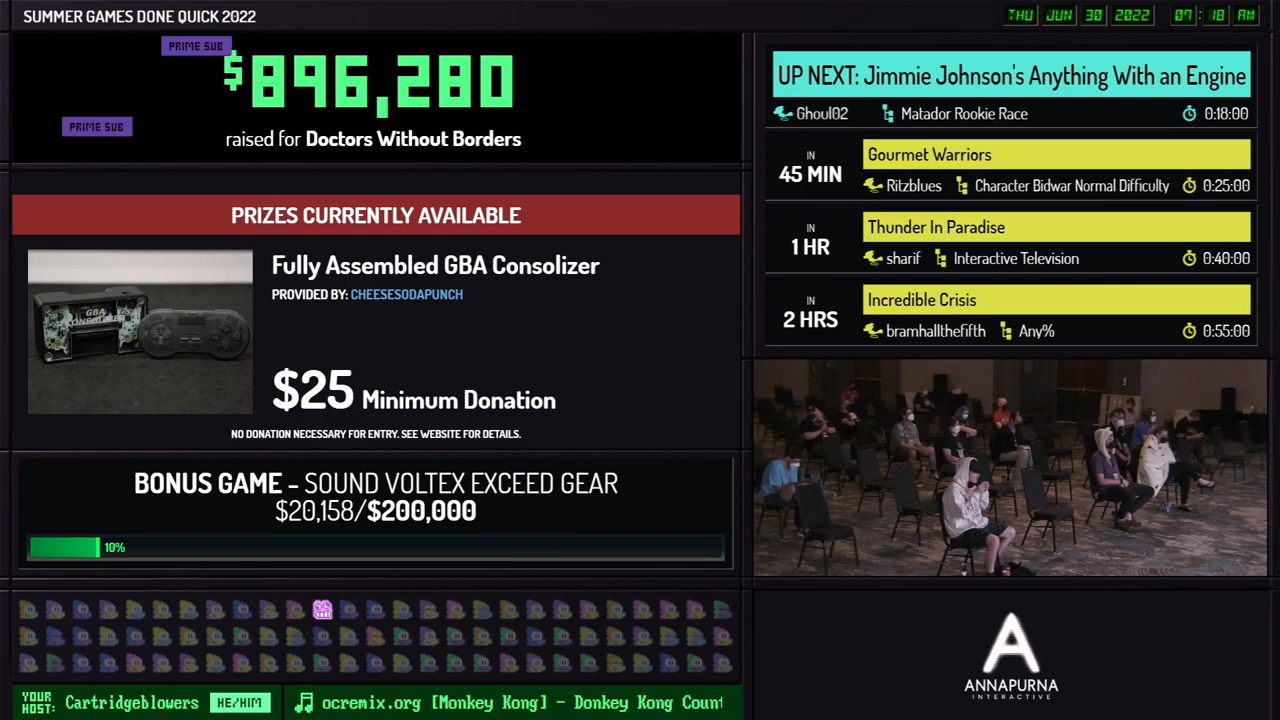 SUMMER GAMES DONE QUICK 2022
THU JUN 30 2022 07:18 AM
PRIME SUB
$896,280
PRIME SUB
raised for Doctors Without Borders
PRIZES CURRENTLY AVAILABLE
GBA
CONSOLIZER
Fully Assembled GBA Consolizer
PROVIDED BY: CHEESESODAPUNCH
$25 Minimum Donation
NO DONATION NECESSARY FOR ENTRY. SEE WEBSITE FOR DETAILS.
BONUS GAME - SOUND VOLTEX EXCEED GEAR
$20,158/$200,000
10%
YOUR HOST: Cartridgeblowers HE/HIM
ocremix.org [Monkey Kong] - Donkey Kong Count
UP NEXT: Jimmie Johnson's Anything With an Engine
Ghoul02 Matador Rookie Race 0:18:00
IN 45 MIN
Gourmet Warriors
Ritzblues Character Bidwar Normal Difficulty 0:25:00
IN 1 HR
Thunder In Paradise
sharif Interactive Television 0:40:00
IN 2 HRS
Incredible Crisis
bramhallthefifth Any% 0:55:00
A
ANNAPURNA
INTERACTIVE